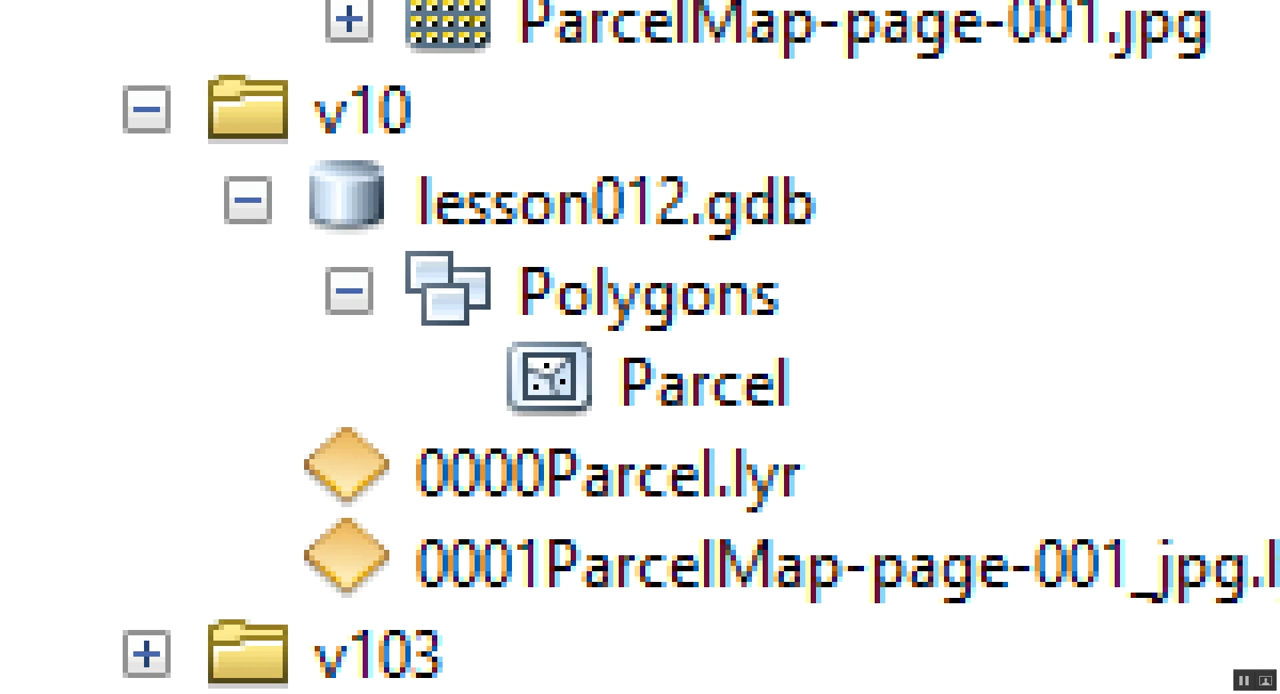 ParcelMap-page-001.jpg
v10
lesson012.gdb
Polygons
Parcel
0000Parcel.lyr
0001ParcelMap-page-001_jpg.l
v103